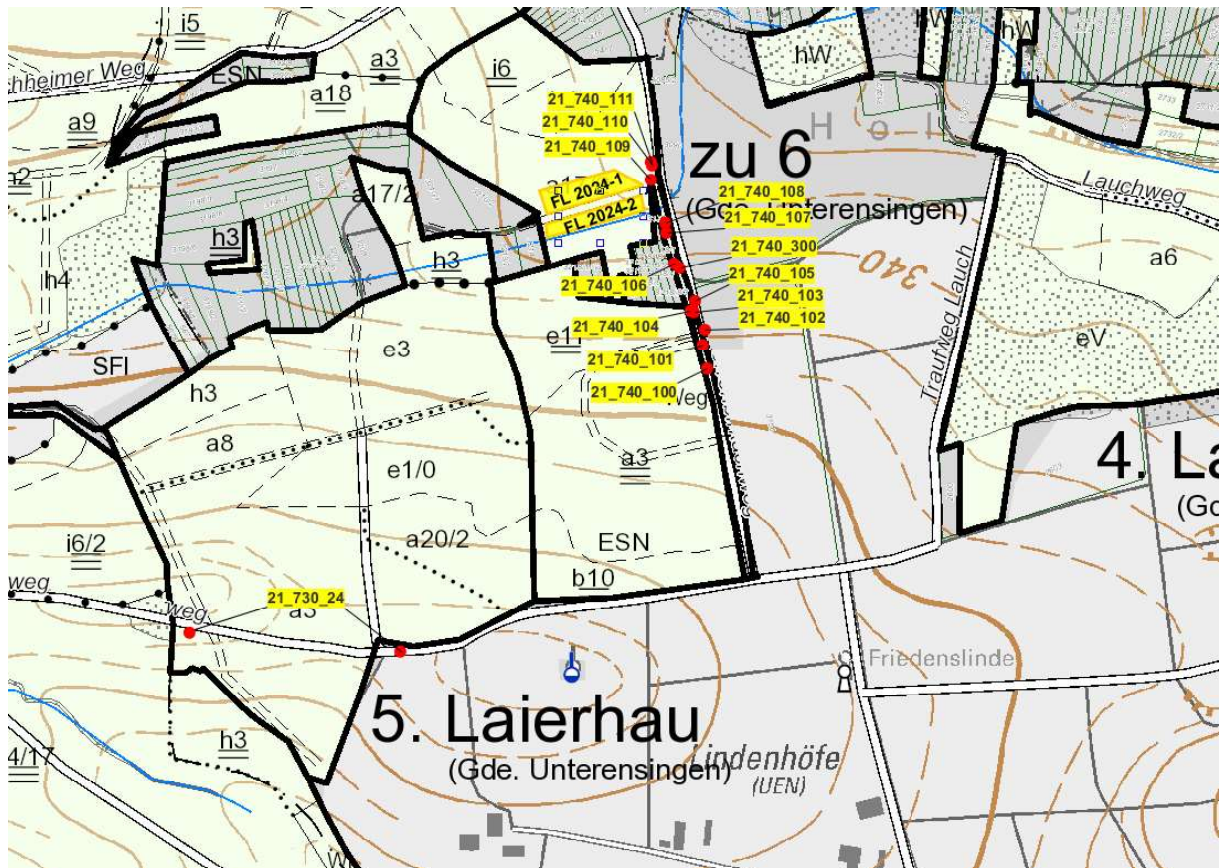 i5
hW
hW
hheimer Weg
ESN
a3
i6
hW
a18
21_740_111
a9
21_740_110
H o l
21_740_109
zu 6
Lauchweg
a17/2
FL 2024-1
21_740_108
(Gde. Unterensingen)
FL 2024-2
21_740_107
h3
21_740_300
a6
h4
h3
340
21_740_105
21_740_106
21_740_103
21_740_102
21_740_104
Traufweg Lauch
e3
eV
SFI
21_740_101
h3
21_740_100
Weg
a8
a3
4. La
e1/0
(Gd
a20/2
ESN
i6/2
b10
weg
21_730_24
weg
a3
Friedenslinde
5. Laierhau
h3
(Gde. Unterensingen)
Lindenhöfe
4/17
(UEN)